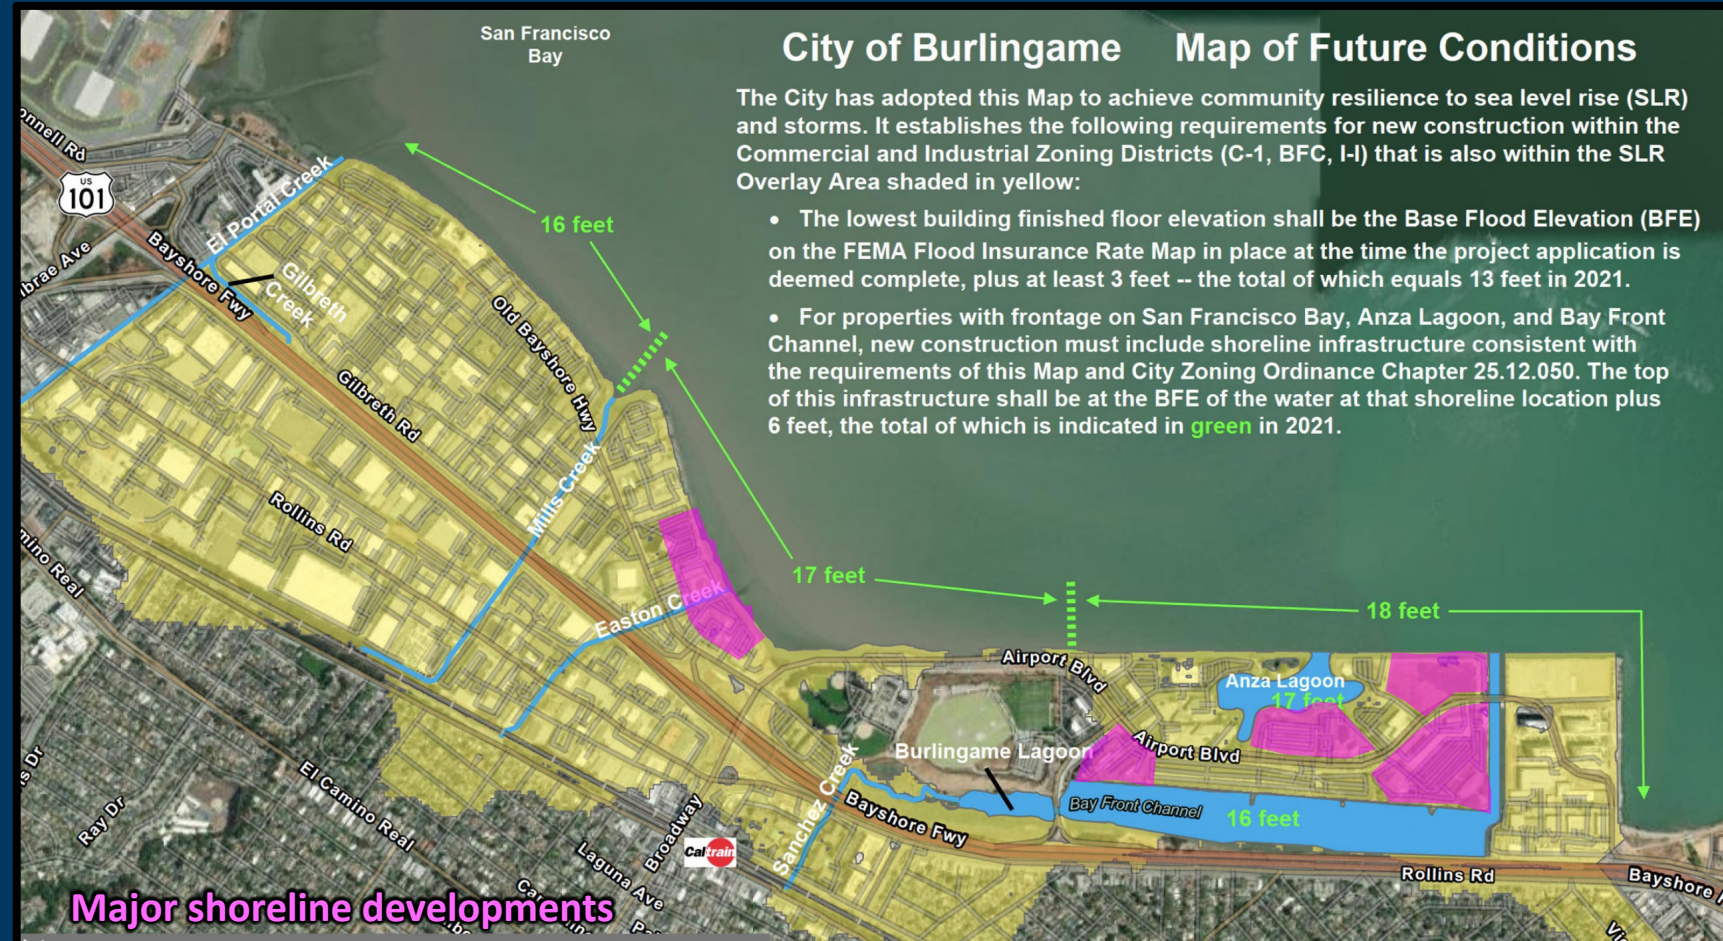 San Francisco
Bay
City of Burlingame Map of Future Conditions
The City has adopted this Map to achieve community resilience to sea level rise (SLR)
and storms. It establishes the following requirements for new construction within the
Commercial and Industrial Zoning Districts (C-1, BFC, I-I) that is also within the SLR
Overlay Area shaded in yellow:
• The lowest building finished floor elevation shall be the Base Flood Elevation (BFE)
on the FEMA Flood Insurance Rate Map in place at the time the project application is
deemed complete, plus at least 3 feet -- the total of which equals 13 feet in 2021.
• For properties with frontage on San Francisco Bay, Anza Lagoon, and Bay Front
Channel, new construction must include shoreline infrastructure consistent with
the requirements of this Map and City Zoning Ordinance Chapter 25.12.050. The top
of this infrastructure shall be at the BFE of the water at that shoreline location plus
6 feet, the total of which is indicated in green in 2021.
onnell Rd
US
101
El Portal Creek
16 feet
brae Ave
Bayshore Fwy
Gilbreth
Creek
Old Bayshore Hwy
Gilbreth Rd
Mills Creek
Rollins Rd
mino Real
17 feet
Easton Creek
18 feet
Airport Blvd
Anza Lagoon
17 feet
Airport Blvd
Burlingame Lagoon
Bay Front Channel
16 feet
Sanchez Creek
Bayshore Fwy
s Dr
Ray Dr
El Camino Real
Broadway
Caltrain
Laguna Ave
Rollins Rd
Bayshore
Major shoreline developments